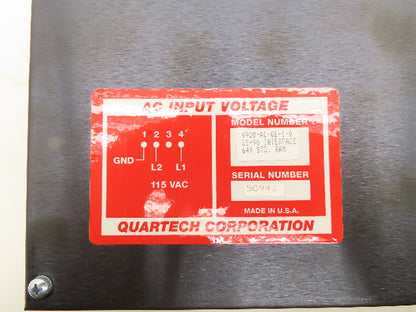 AC INPUT VOLTAGE
1 2 3 4
GND
L2 L1
115 VAC
MODEL NUMBER
9900-AC-GE-1-0
GE-90 INTERFACE
64K STD. RAM
SERIAL NUMBER
50941
MADE IN U.S.A.
QUARTECH CORPORATION